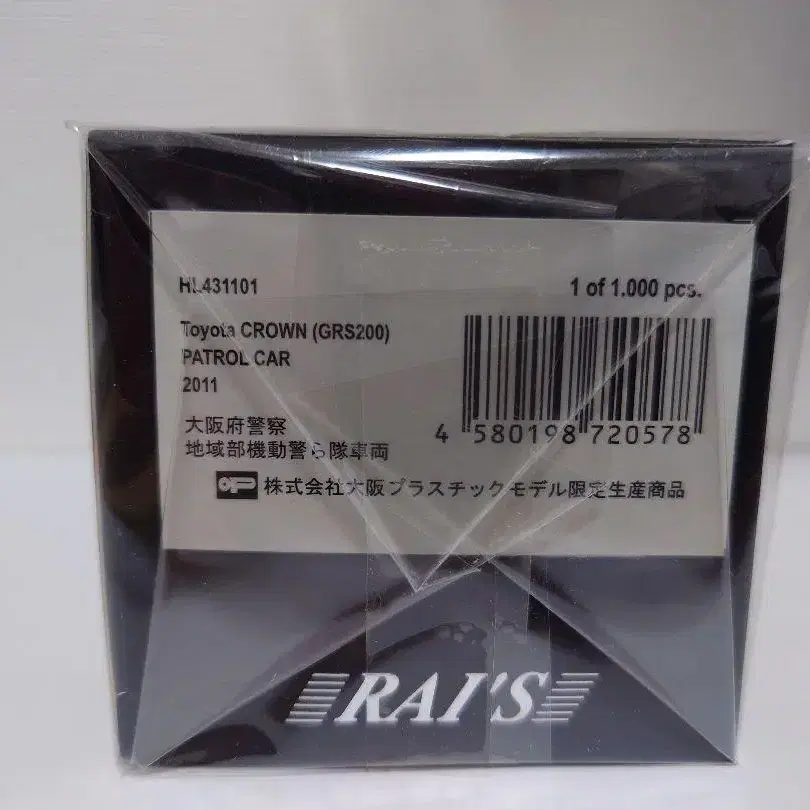 HL431101
1 of 1.000 pcs.
Toyota CROWN (GRS200)
PATROL CAR
2011
大阪府警察
地域部機動警ら隊車両
4 580198 720578
OP 株式会社大阪プラスチックモデル限定生産商品
RAI'S